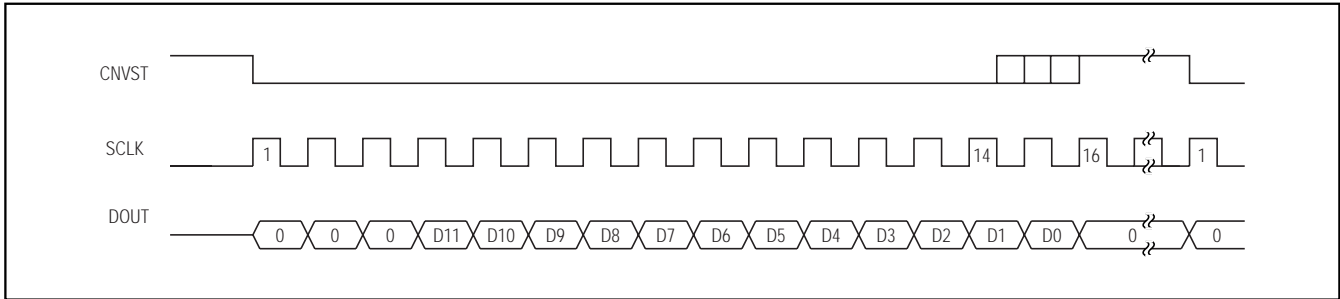 CNVST
SCLK
1 14 16 1
DOUT
0 0 0 D11 D10 D9 D8 D7 D6 D5 D4 D3 D2 D1 D0 0 0